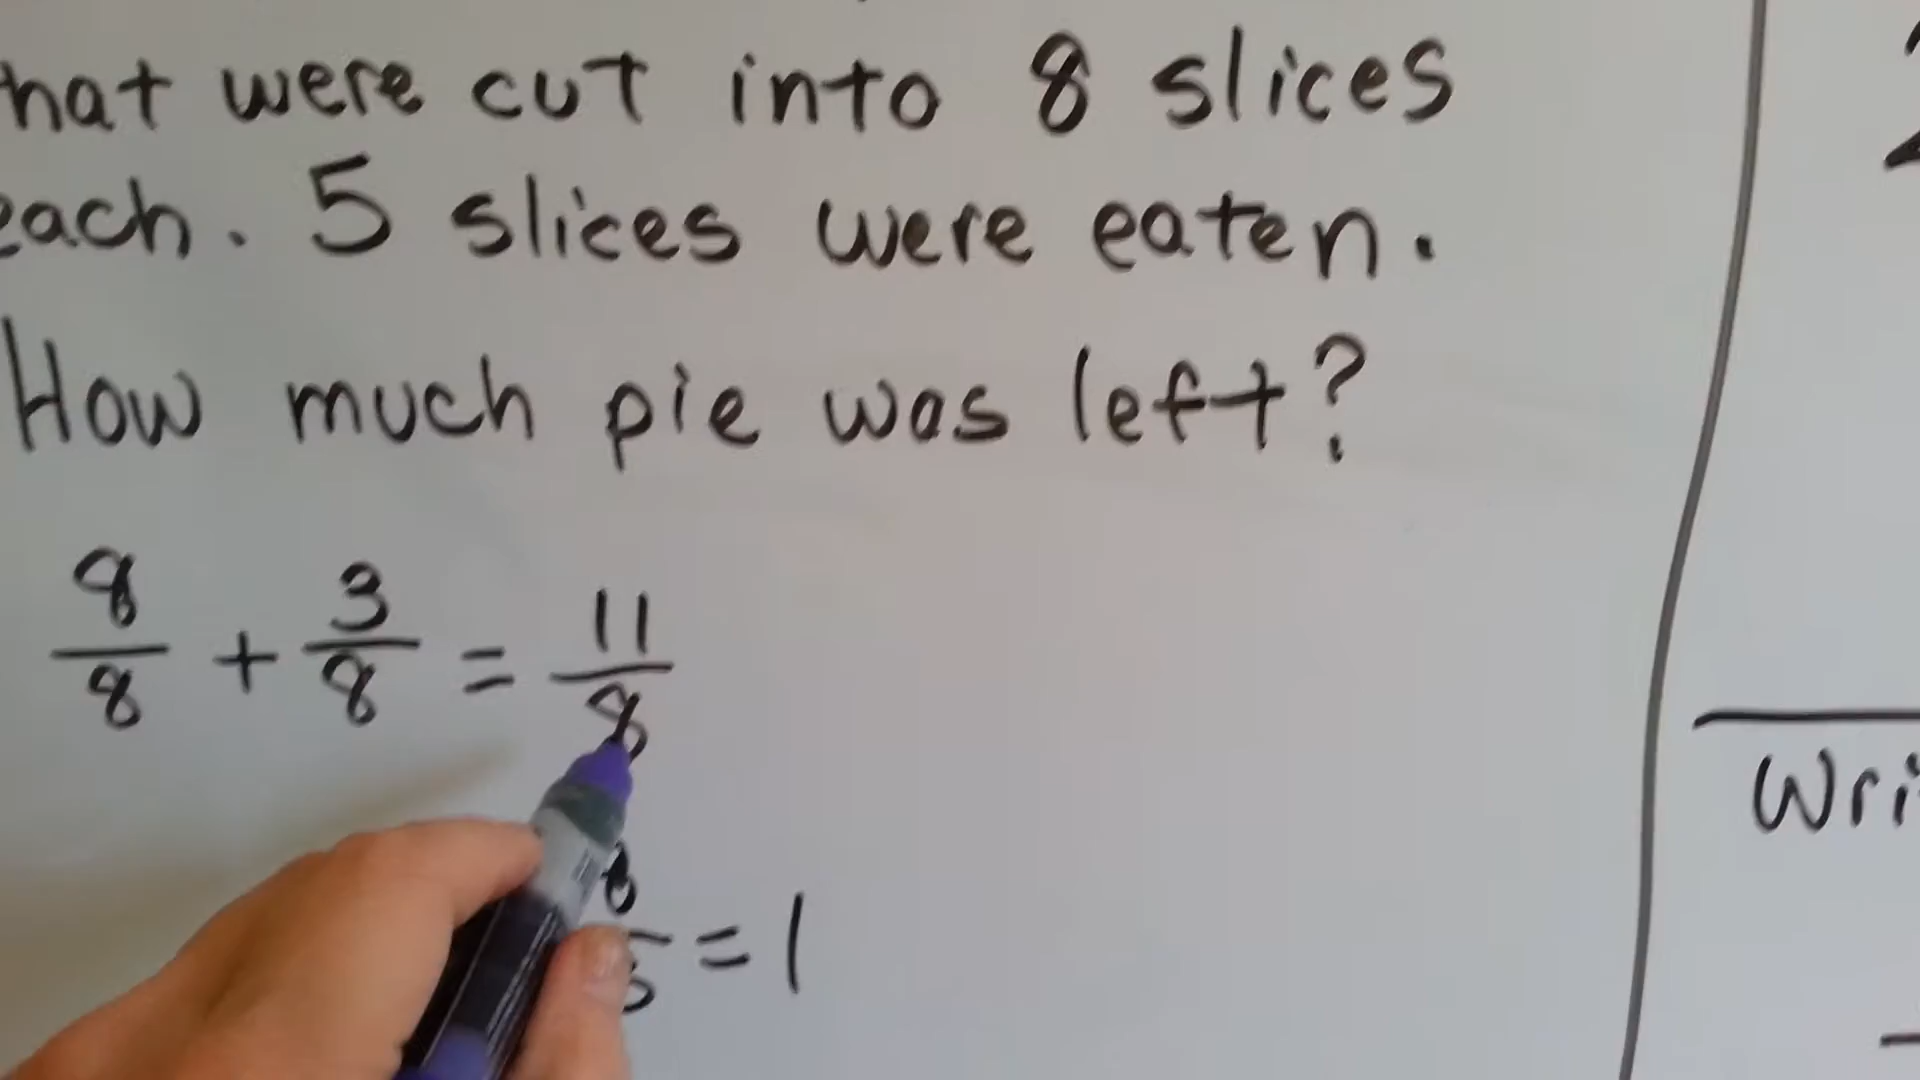 hat were cut into 8 slices
each. 5 slices were eaten.
How much pie was left?
8/8 + 3/8 = 11/8
= 1
Wri